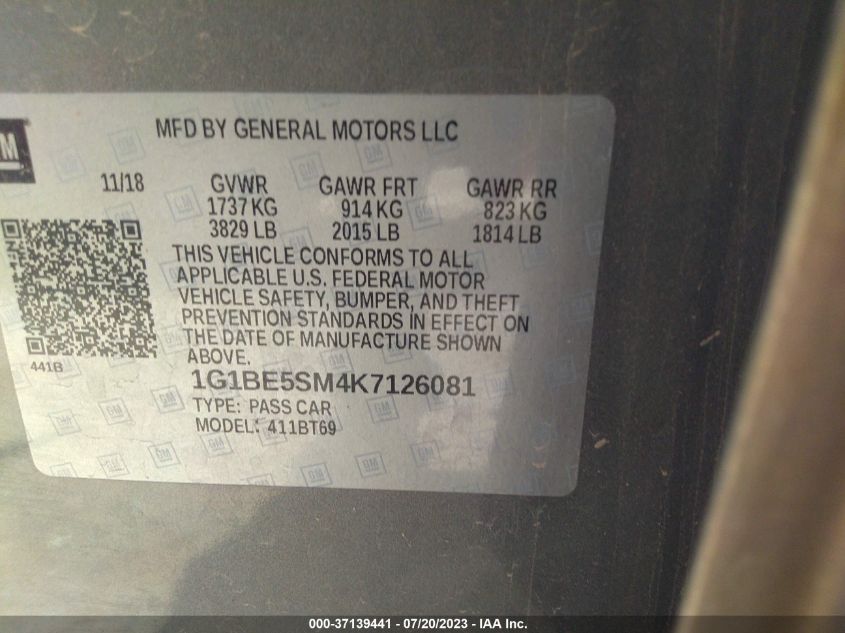 MFD BY GENERAL MOTORS LLC
11/18 GVWR GAWR FRT GAWR RR
1737 KG 914 KG 823 KG
3829 LB 2015 LB 1814 LB
THIS VEHICLE CONFORMS TO ALL
APPLICABLE U.S. FEDERAL MOTOR
VEHICLE SAFETY, BUMPER, AND THEFT
PREVENTION STANDARDS IN EFFECT ON
THE DATE OF MANUFACTURE SHOWN
ABOVE.
441B
1G1BE5SM4K7126081
TYPE: PASS CAR
MODEL: 411BT69
000-37139441 - 07/20/2023 - IAA Inc.